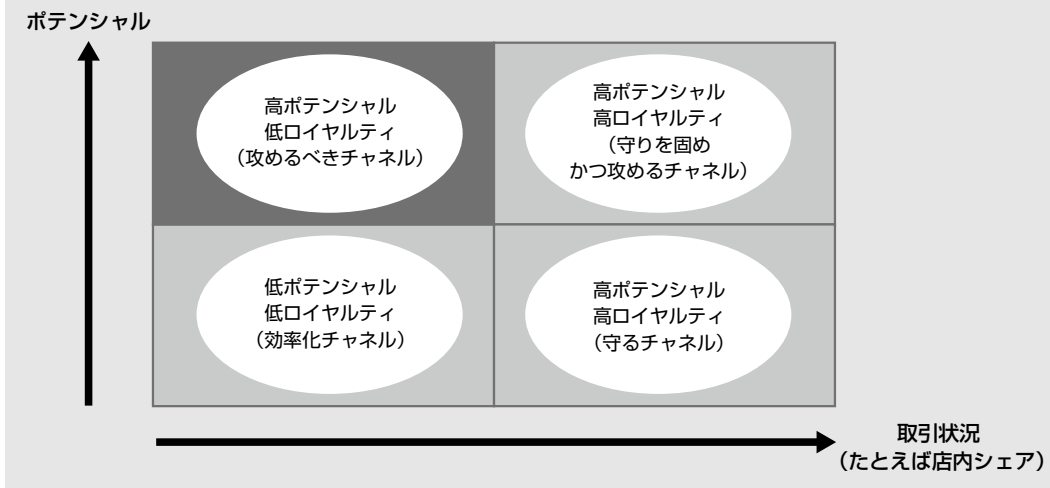 ポテンシャル
高ポテンシャル
低ロイヤルティ
（攻めるべきチャネル）
高ポテンシャル
高ロイヤルティ
（守りを固め
かつ攻めるチャネル）
低ポテンシャル
低ロイヤルティ
（効率化チャネル）
高ポテンシャル
高ロイヤルティ
（守るチャネル）
取引状況
（たとえば店内シェア）